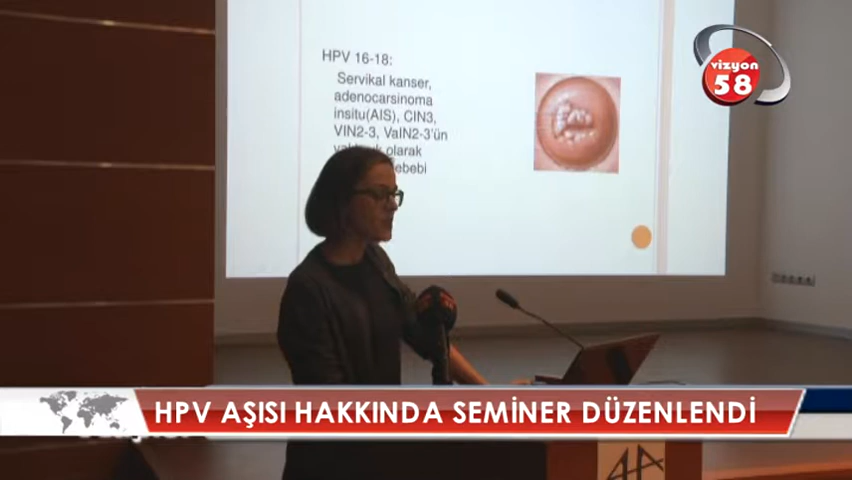 HPV 16-18:
Servikal kanser,
adenocarsinoma
insitu(AIS), CIN3,
VIN2-3, VaIN2-3'ün
olarak
vizyon
58
HPV AŞISI HAKKINDA SEMİNER DÜZENLENDİ